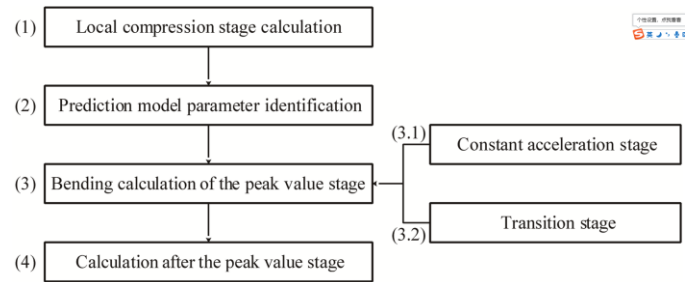 (1) Local compression stage calculation
(2) Prediction model parameter identification
(3.1) Constant acceleration stage
(3) Bending calculation of the peak value stage
(3.2) Transition stage
(4) Calculation after the peak value stage
英